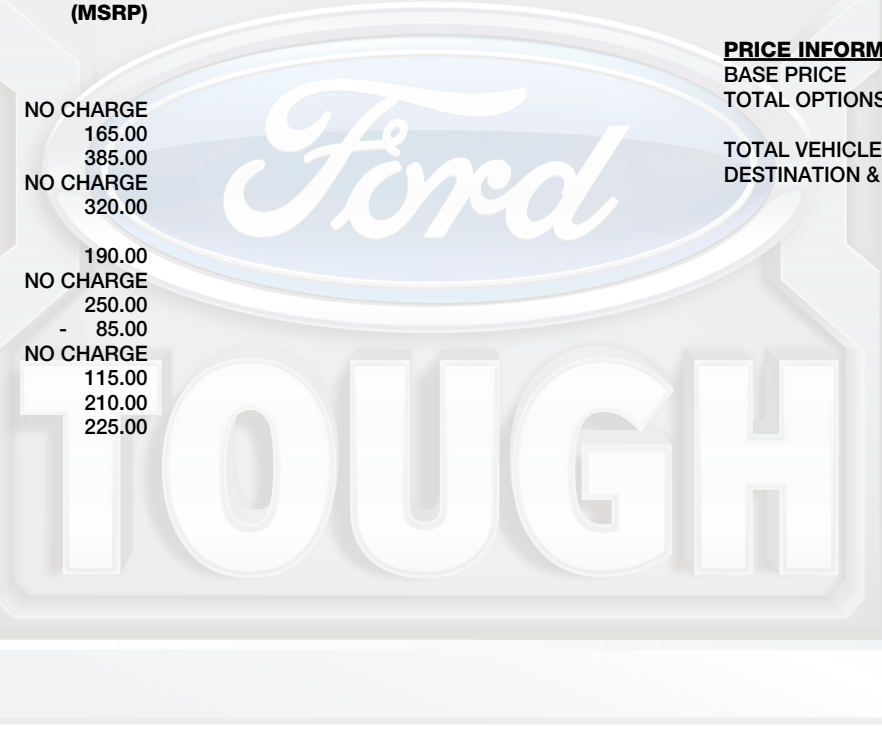 (MSRP)
NO CHARGE
165.00
385.00
NO CHARGE
320.00
190.00
NO CHARGE
250.00
- 85.00
NO CHARGE
115.00
210.00
225.00
PRICE INFORM
BASE PRICE
TOTAL OPTIONS
TOTAL VEHICLE
DESTINATION &
Ford
TOUGH